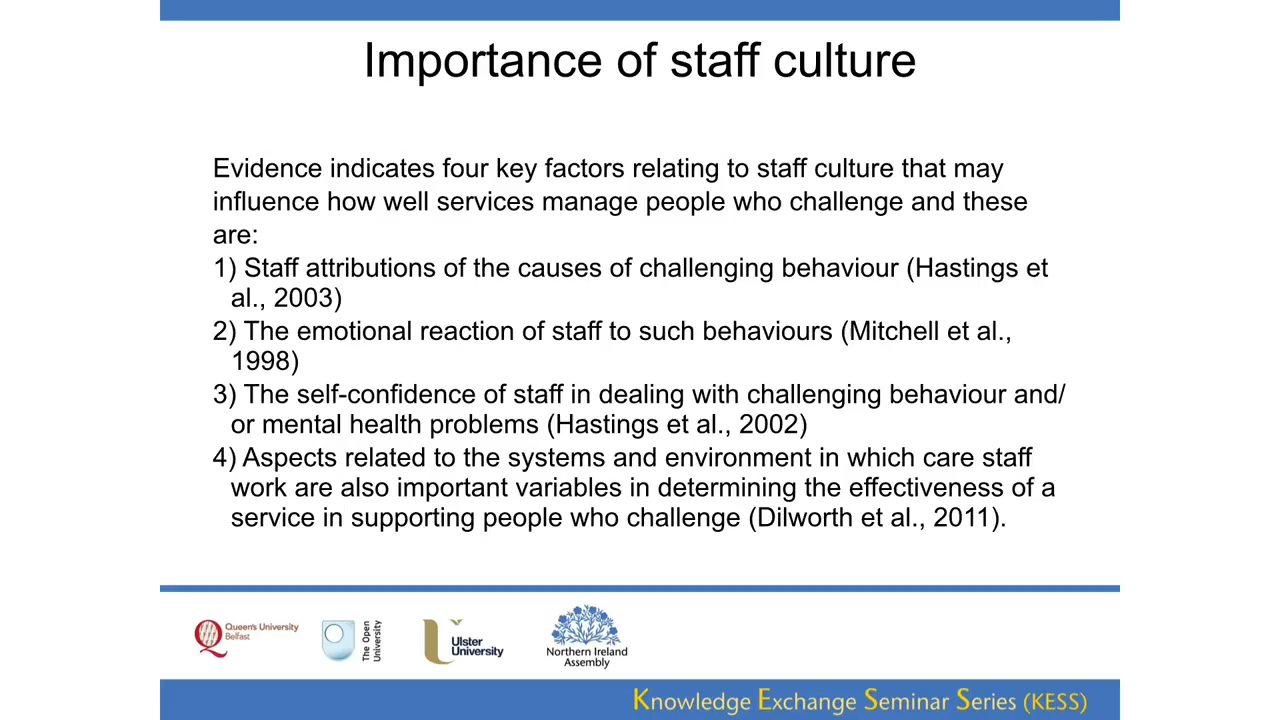 Importance of staff culture
Evidence indicates four key factors relating to staff culture that may
influence how well services manage people who challenge and these
are:
1) Staff attributions of the causes of challenging behaviour (Hastings et
al., 2003)
2) The emotional reaction of staff to such behaviours (Mitchell et al.,
1998)
3) The self-confidence of staff in dealing with challenging behaviour and/
or mental health problems (Hastings et al., 2002)
4) Aspects related to the systems and environment in which care staff
work are also important variables in determining the effectiveness of a
service in supporting people who challenge (Dilworth et al., 2011).
Queen's University
Belfast
The Open
University
Ulster
University
Northern Ireland
Assembly
Knowledge Exchange Seminar Series (KESS)